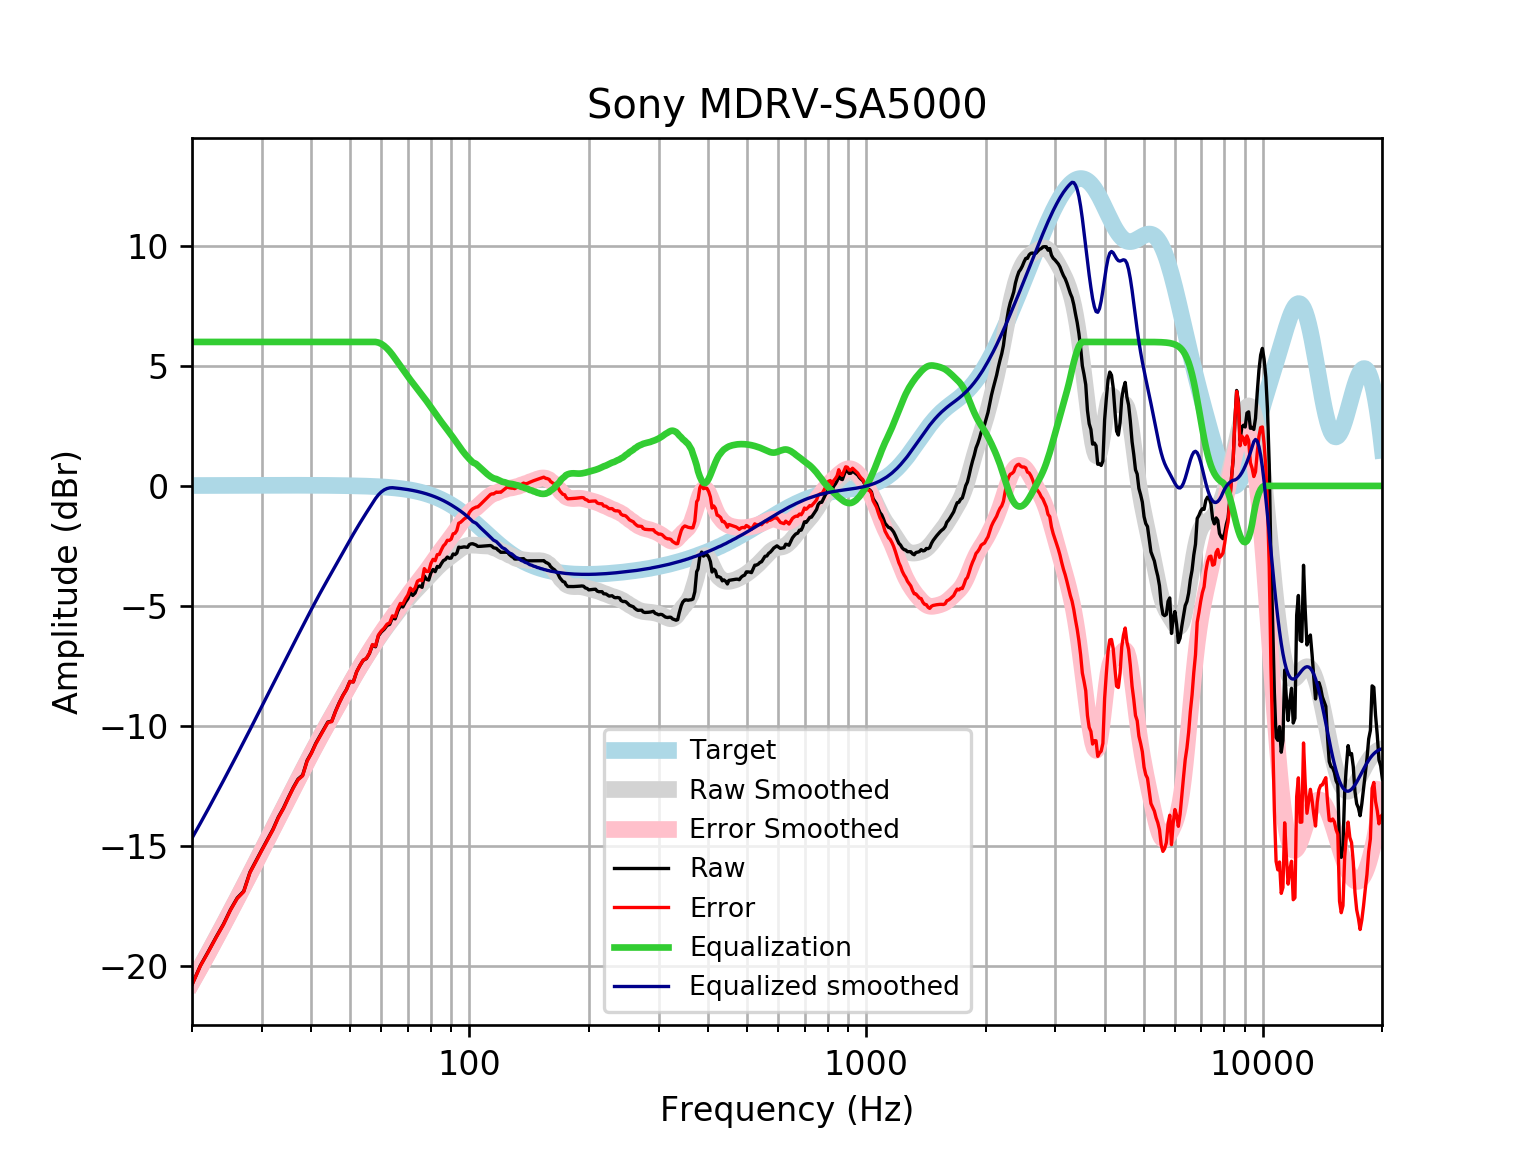 Sony MDRV-SA5000
10
5
0
−5
−10
−15
−20
Amplitude (dBr)
Target
Raw Smoothed
Error Smoothed
Raw
Error
Equalization
Equalized smoothed
100
1000
10000
Frequency (Hz)